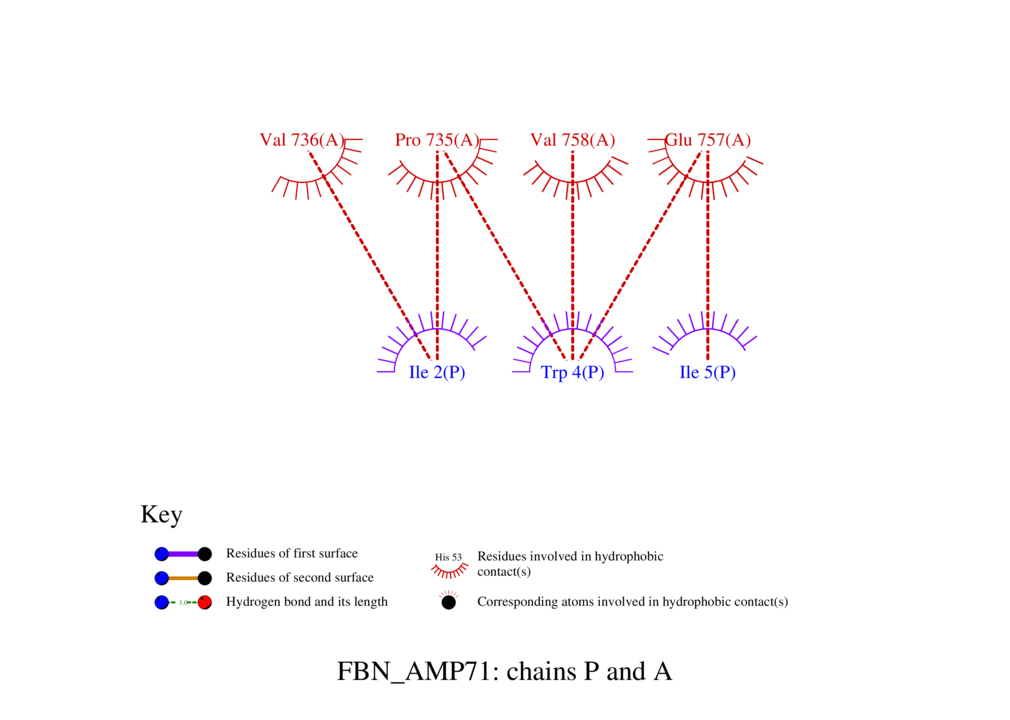 Val 736(A) Pro 735(A) Val 758(A) Glu 757(A)
Ile 2(P) Trp 4(P) Ile 5(P)
Key
Residues of first surface
Residues of second surface
3.0
Hydrogen bond and its length
His 53
Residues involved in hydrophobic
contact(s)
Corresponding atoms involved in hydrophobic contact(s)
FBN_AMP71: chains P and A